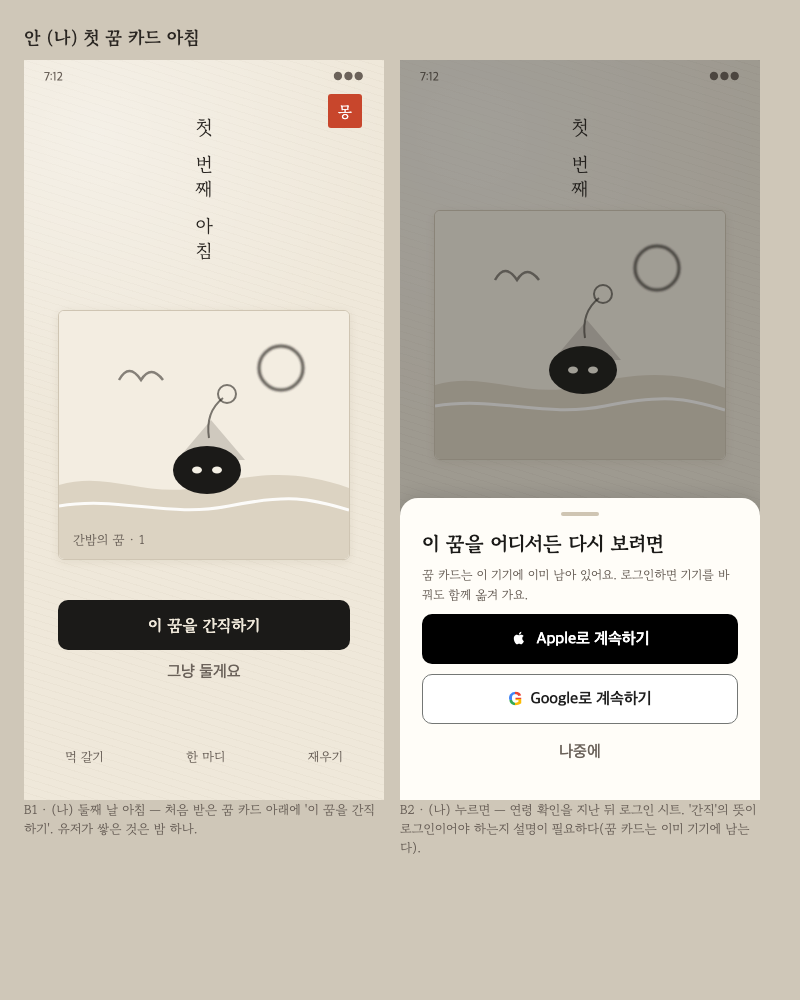 안 (나) 첫 꿈 카드 아침
7:12
몽
첫
번
째
아
침
간밤의 꿈 · 1
이 꿈을 간직하기
그냥 둘게요
먹 갈기
한 마디
재우기
B1 · (나) 둘째 날 아침 — 처음 받은 꿈 카드 아래에 '이 꿈을 간직
하기'. 유저가 쌓은 것은 밤 하나.
7:12
첫
번
째
이 꿈을 어디서든 다시 보려면
꿈 카드는 이 기기에 이미 남아 있어요. 로그인하면 기기를 바
꿔도 함께 옮겨 가요.
Apple로 계속하기
Google로 계속하기
나중에
B2 · (나) 누르면 — 연령 확인을 지난 뒤 로그인 시트. '간직'의 뜻이
로그인이어야 하는지 설명이 필요하다(꿈 카드는 이미 기기에 남는
다).